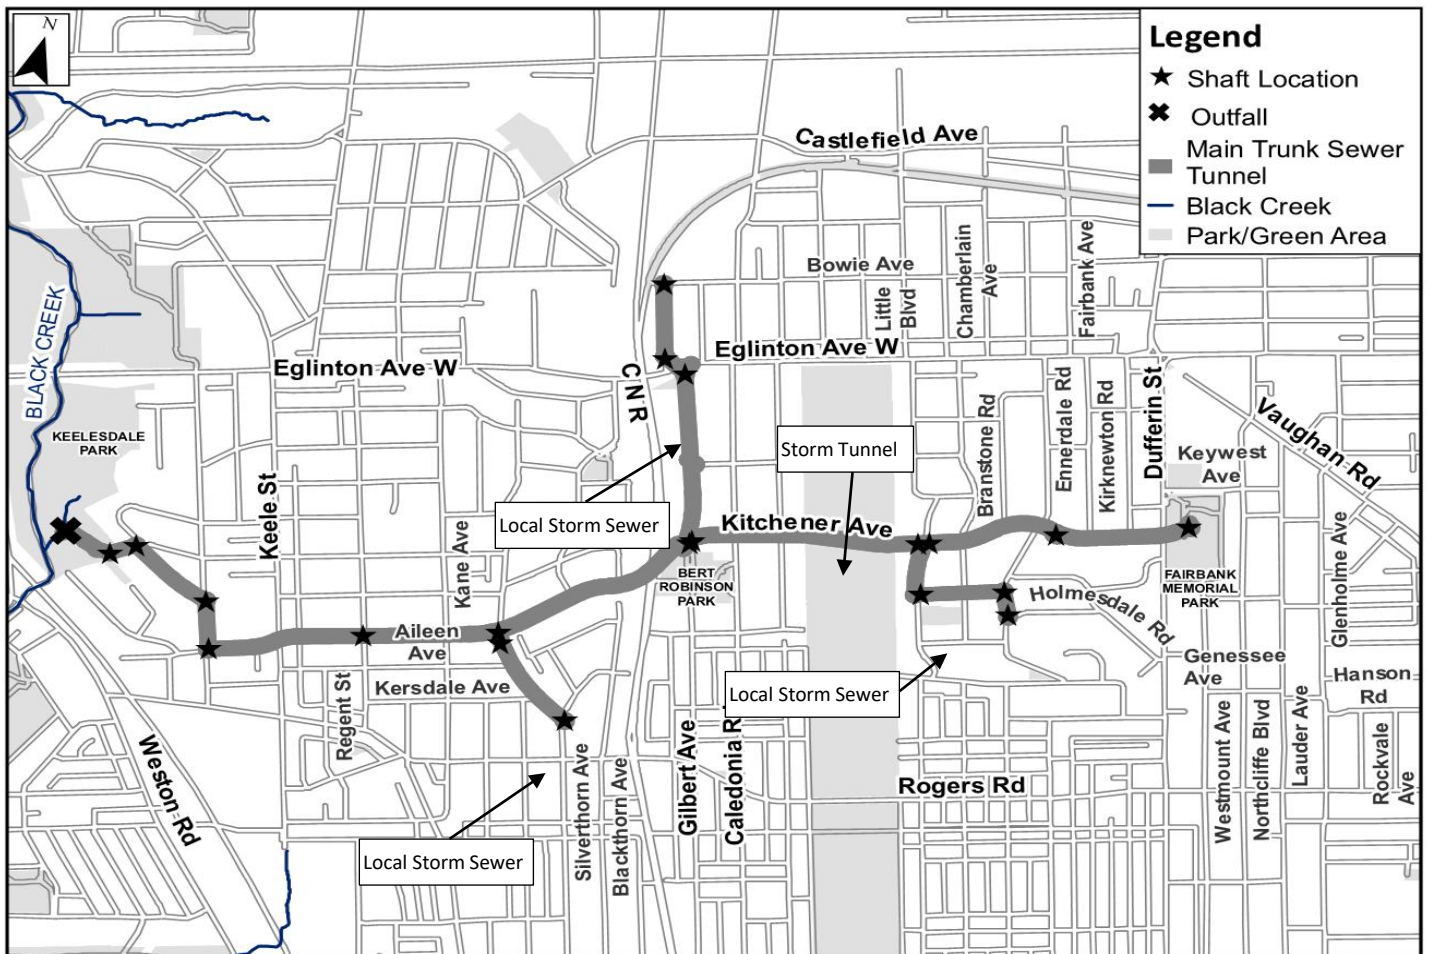 N
Legend
Shaft Location
Outfall
Main Trunk Sewer
Tunnel
Black Creek
Park/Green Area
Castlefield Ave
Bowie Ave
Little
Blvd
Chamberlain
Ave
Fairbank Ave
BLACK CREEK
Eglinton Ave W
C N R
Eglinton Ave W
KEELESDALE
PARK
Keele St
Storm Tunnel
Branstone Rd
Ennerdale Rd
Kirknewton Rd
Dufferin St
Vaughan Rd
Keywest
Ave
Local Storm Sewer
Kitchener Ave
Kane Ave
BERT
ROBINSON
PARK
FAIRBANK
MEMORIAL
PARK
Glenholme Ave
Holmesdale Rd
Aileen
Ave
Kersdale Ave
Regent St
Local Storm Sewer
Genessee
Ave
Hanson
Rd
Weston Rd
Silverthorn Ave
Blackthorn Ave
Gilbert Ave
Caledonia R
Rogers Rd
Westmount Ave
Northcliffe Blvd
Lauder Ave
Rockvale
Ave
Local Storm Sewer